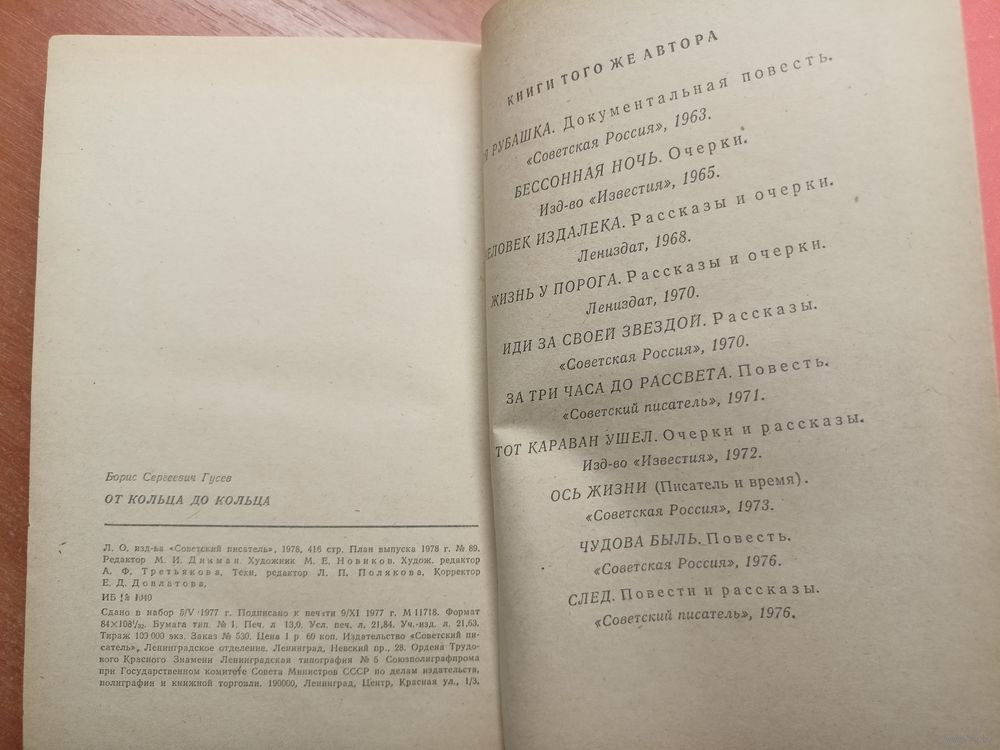 Борис Сергеевич Гусев
ОТ КОЛЬЦА ДО КОЛЬЦА
Л. О. изд-ва «Советский писатель», 1978, 416 стр. План выпуска 1978 г. № 89.
Редактор М. И. Дикман. Художник М. Е. Новиков. Худож. редактор
А. Ф. Третьякова. Техн. редактор Л. П. Полякова. Корректор
Е. Д. Довлатова.
ИБ № 1040
Сдано в набор 5/V 1977 г. Подписано к печати 9/XI 1977 г. М 11718. Формат
84×108¹/₃₂. Бумага тип. № 1. Печ. л 13,0. Усл. печ. л. 21,84. Уч.-изд. л. 21,63.
Тираж 100 000 экз. Заказ № 530. Цена 1 р 60 коп. Издательство «Советский пи-
сатель», Ленинградское отделение. Ленинград, Невский пр., 28. Ордена Трудо-
вого Красного Знамени Ленинградская типография № 5 Союзполиграфпрома
при Государственном комитете Совета Министров СССР по делам издательств,
полиграфии и книжной торговли. 190000, Ленинград, Центр, Красная ул., 1/3.
КНИГИ ТОГО ЖЕ АВТОРА
Я РУБАШКА. Документальная повесть.
«Советская Россия», 1963.
БЕССОННАЯ НОЧЬ. Очерки.
Изд-во «Известия», 1965.
ЕЛОВЕК ИЗДАЛЕКА. Рассказы и очерки.
Лениздат, 1968.
ЖИЗНЬ У ПОРОГА. Рассказы и очерки.
Лениздат, 1970.
ИДИ ЗА СВОЕЙ ЗВЕЗДОЙ. Рассказы.
«Советская Россия», 1970.
ЗА ТРИ ЧАСА ДО РАССВЕТА. Повесть.
«Советский писатель», 1971.
ТОТ КАРАВАН УШЕЛ. Очерки и рассказы.
Изд-во «Известия», 1972.
ОСЬ ЖИЗНИ (Писатель и время).
«Советская Россия», 1973.
ЧУДОВА БЫЛЬ. Повесть.
«Советская Россия», 1976.
СЛЕД. Повести и рассказы.
«Советский писатель», 1976.